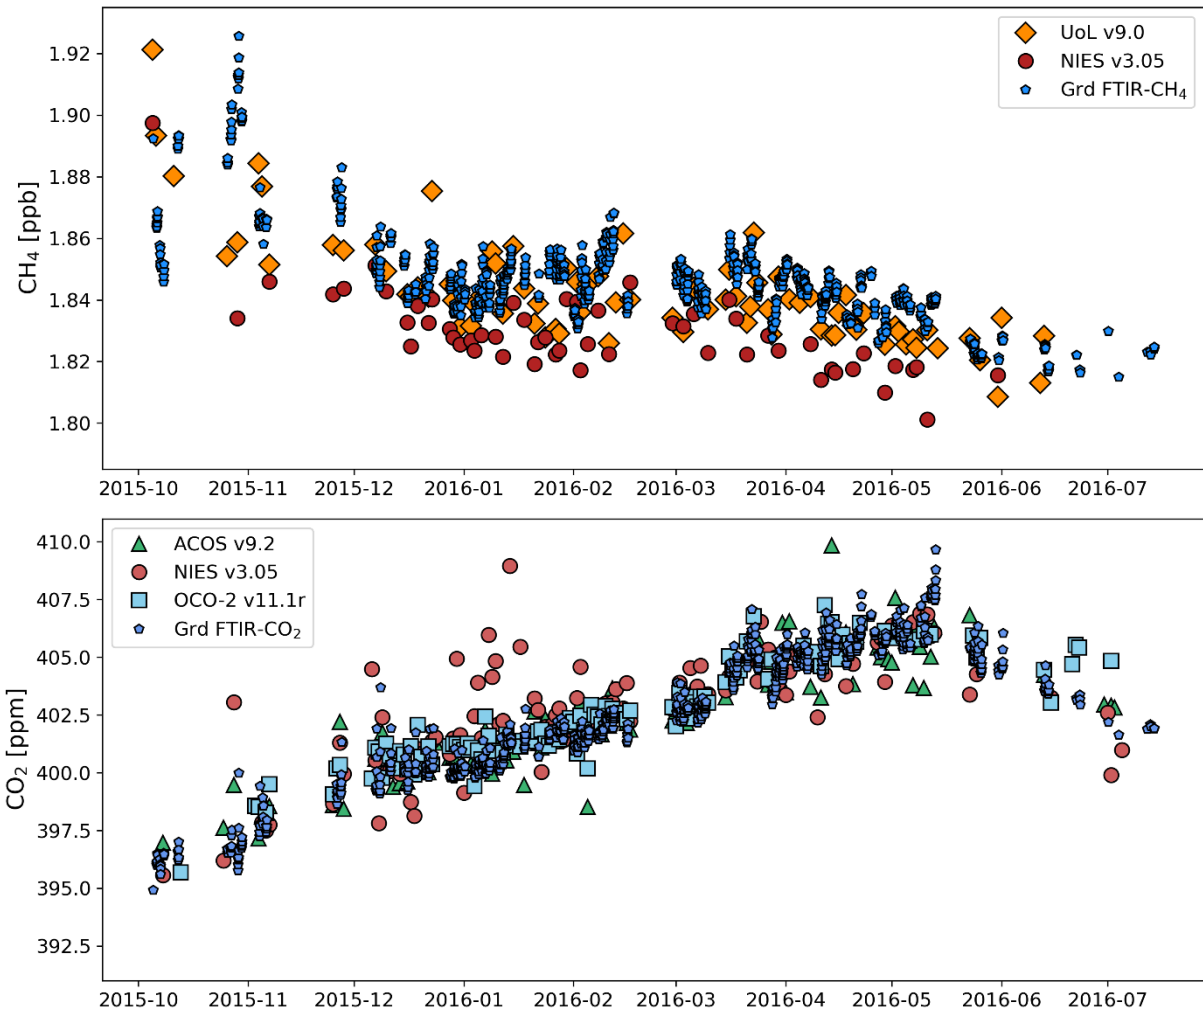 1.92
1.90
1.88
1.86
1.84
1.82
1.80
CH₄ [ppb]
UoL v9.0
NIES v3.05
Grd FTIR-CH₄
2015-10 2015-11 2015-12 2016-01 2016-02 2016-03 2016-04 2016-05 2016-06 2016-07
410.0
407.5
405.0
402.5
400.0
397.5
395.0
392.5
CO₂ [ppm]
ACOS v9.2
NIES v3.05
OCO-2 v11.1r
Grd FTIR-CO₂
2015-10 2015-11 2015-12 2016-01 2016-02 2016-03 2016-04 2016-05 2016-06 2016-07